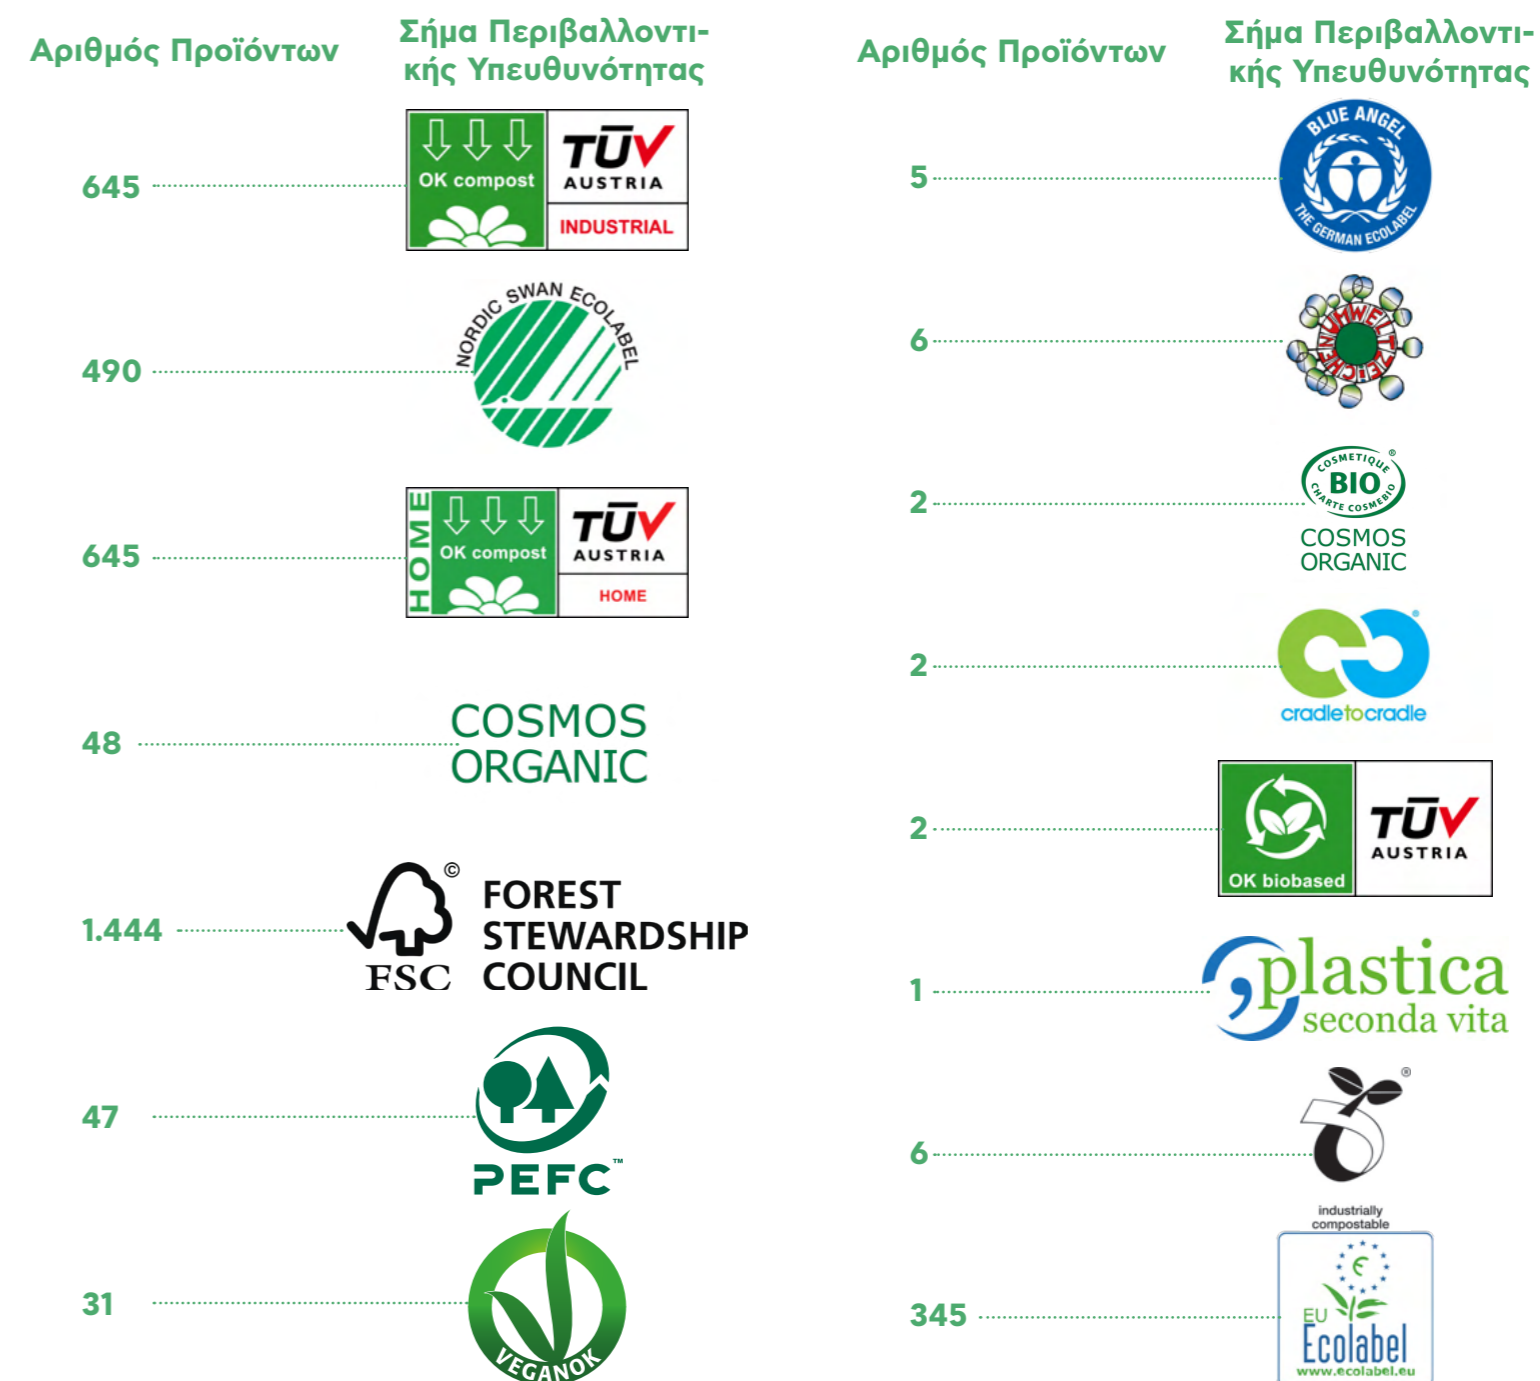 Αριθμός Προϊόντων
Σήμα Περιβαλλοντι-
κής Υπευθυνότητας
645
OK compost
TÜV
AUSTRIA
INDUSTRIAL
490
NORDIC SWAN ECOLABEL
645
HOME
OK compost
TÜV
AUSTRIA
HOME
48
COSMOS
ORGANIC
1.444
©
FSC
FOREST
STEWARDSHIP
COUNCIL
47
PEFC™
31
VEGANOK
Αριθμός Προϊόντων
Σήμα Περιβαλλοντι-
κής Υπευθυνότητας
5
BLUE ANGEL
THE GERMAN ECOLABEL
6
UMWELTZEICHEN
2
COSMETIQUE
®
BIO
CHARTE COSMEBIO
COSMOS
ORGANIC
2
®
cradletocradle
2
OK biobased
TÜV
AUSTRIA
1
plastica
seconda vita
6
®
industrially
compostable
345
EU
Ecolabel
www.ecolabel.eu